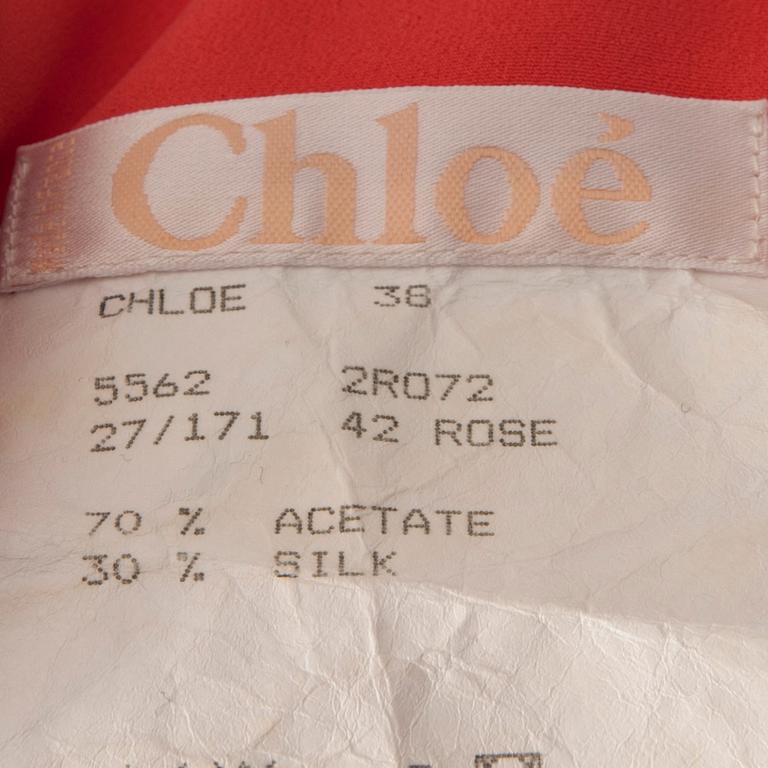 Chloé
CHLOE 38
5562 2R072
27/171 42 ROSE
70 % ACETATE
30 % SILK